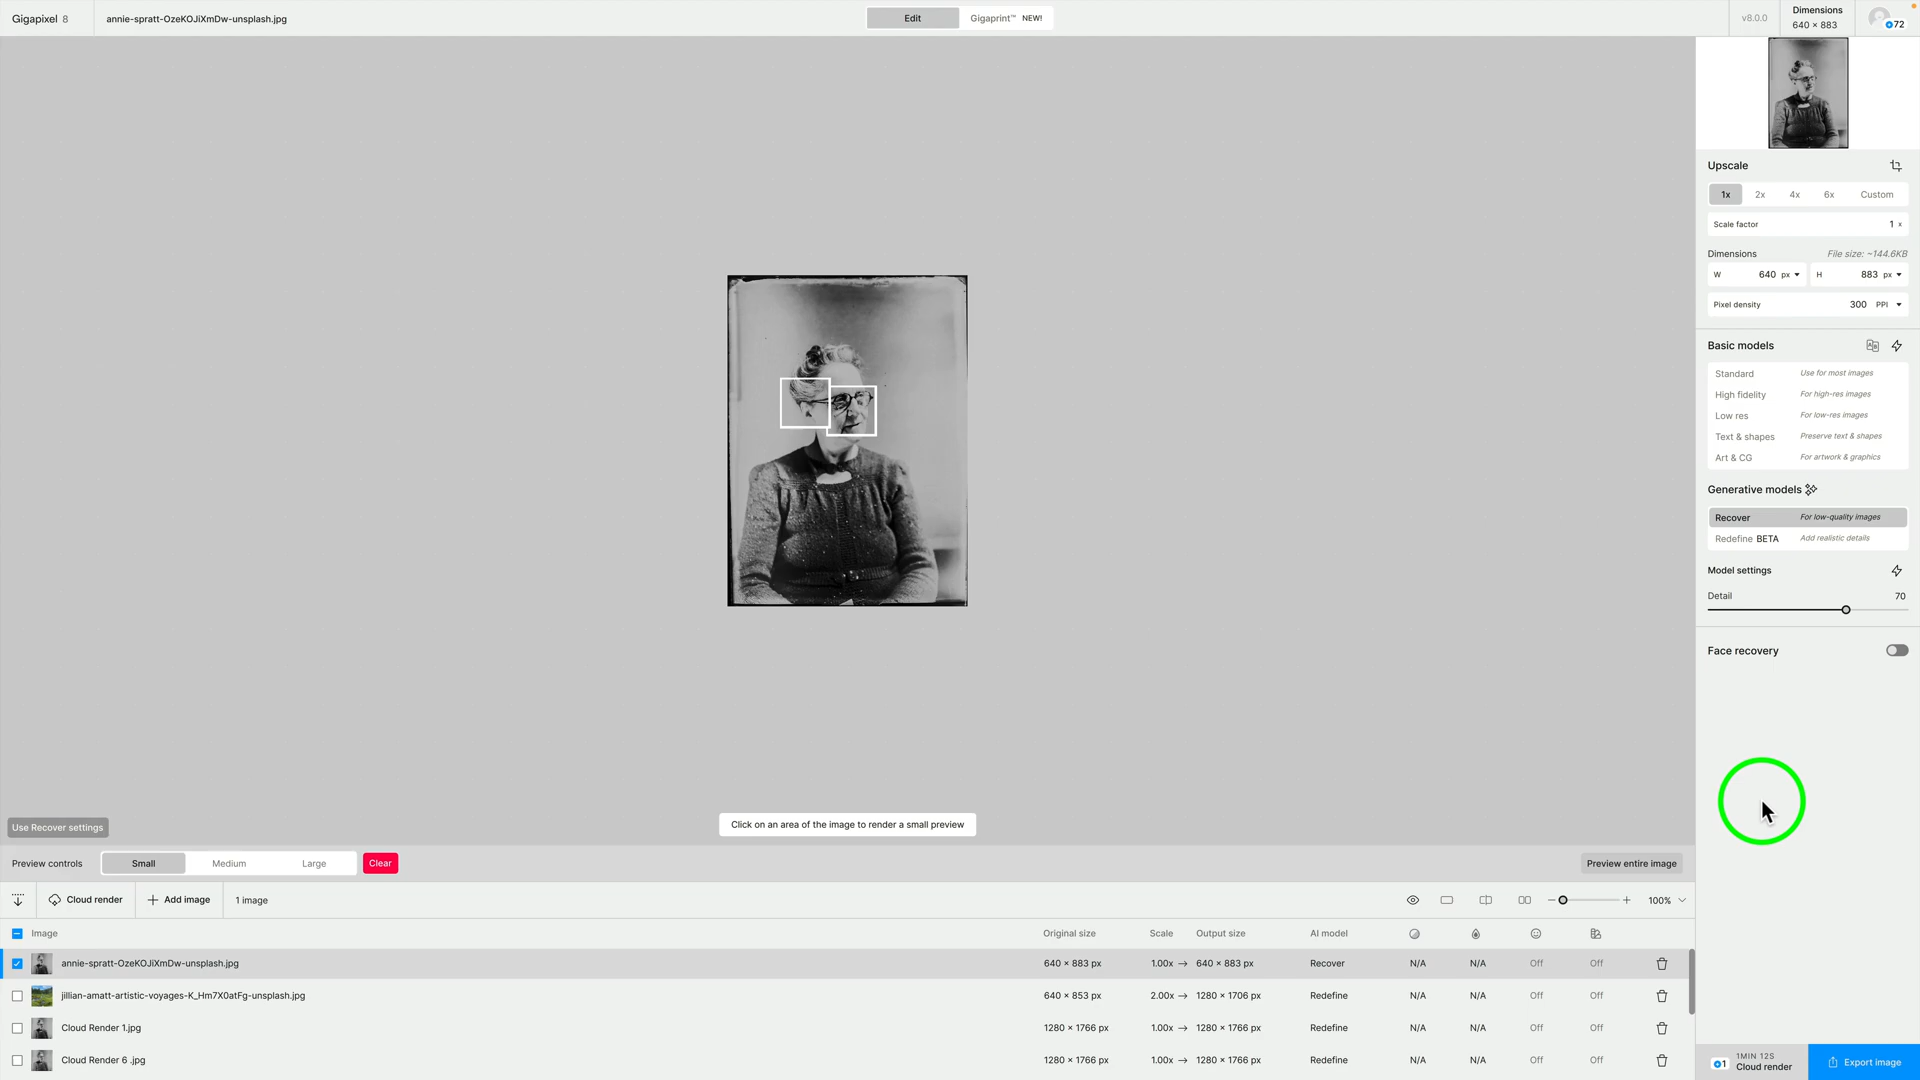 Gigapixel 8
annie-spratt-OzeKOJiXmDw-unsplash.jpg
Edit
Gigaprint™ NEW!
v8.0.0
Dimensions
640 × 883
72
Upscale
1x 2x 4x 6x Custom
Scale factor 1 x
Dimensions File size: ~144.6KB
W 640 px H 883 px
Pixel density 300 PPI
Basic models
Standard Use for most images
High fidelity For high-res images
Low res For low-res images
Text & shapes Preserve text & shapes
Art & CG For artwork & graphics
Generative models
Recover For low-quality images
Redefine BETA Add realistic details
Model settings
Detail 70
Face recovery
Use Recover settings
Click on an area of the image to render a small preview
Preview controls Small Medium Large Clear Preview entire image
Cloud render Add image 1 image 100%
Image Original size Scale Output size AI model
annie-spratt-OzeKOJiXmDw-unsplash.jpg 640 × 883 px 1.00x → 640 × 883 px Recover N/A N/A Off Off
jillian-amatt-artistic-voyages-K_Hm7X0atFg-unsplash.jpg 640 × 853 px 2.00x → 1280 × 1706 px Redefine N/A N/A Off Off
Cloud Render 1.jpg 1280 × 1766 px 1.00x → 1280 × 1766 px Redefine N/A N/A Off Off
Cloud Render 6 .jpg 1280 × 1766 px 1.00x → 1280 × 1766 px Redefine N/A N/A Off Off
1 1MIN 12S
Cloud render
Export image